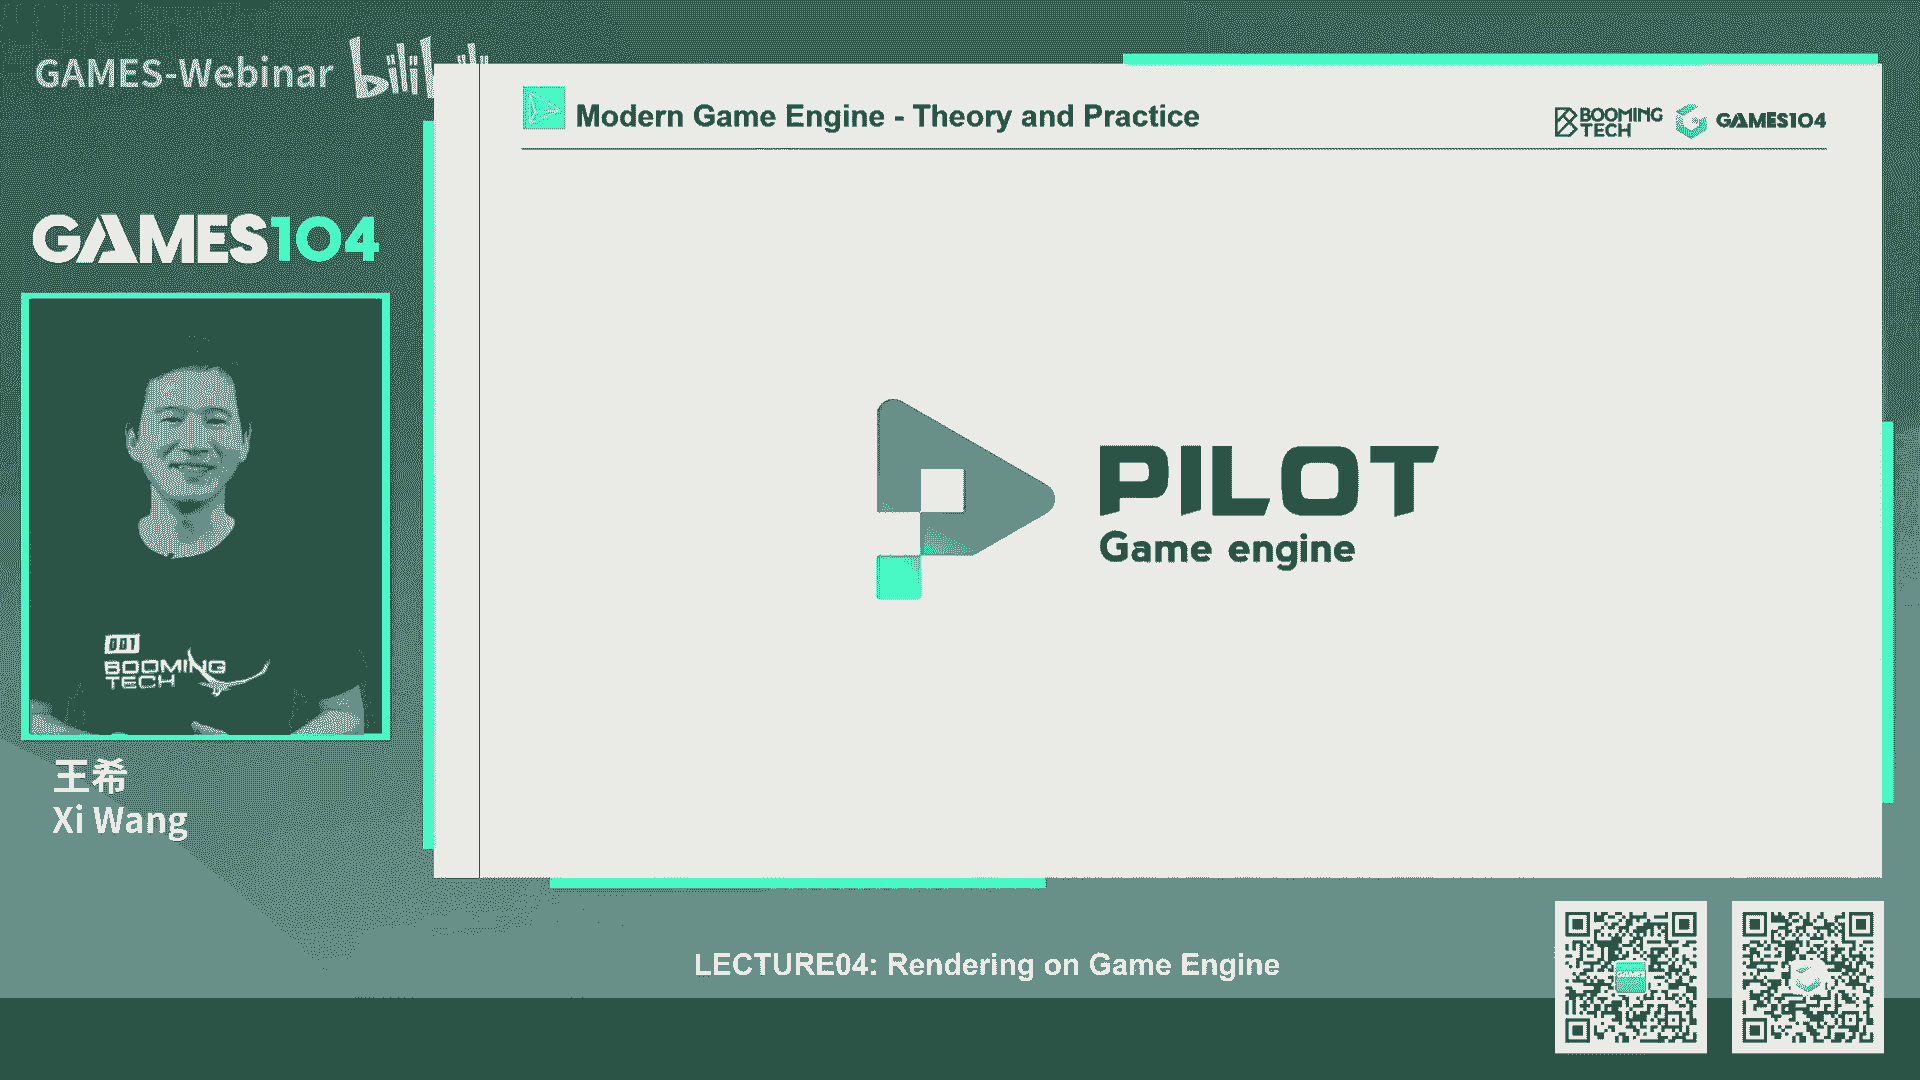 GAMES-Webinar
GAMES104
001
BOOMING
TECH
王希
Xi Wang
Modern Game Engine - Theory and Practice
BOOMING
TECH
GAMES104
PILOT
Game engine
LECTURE04: Rendering on Game Engine
GAMES